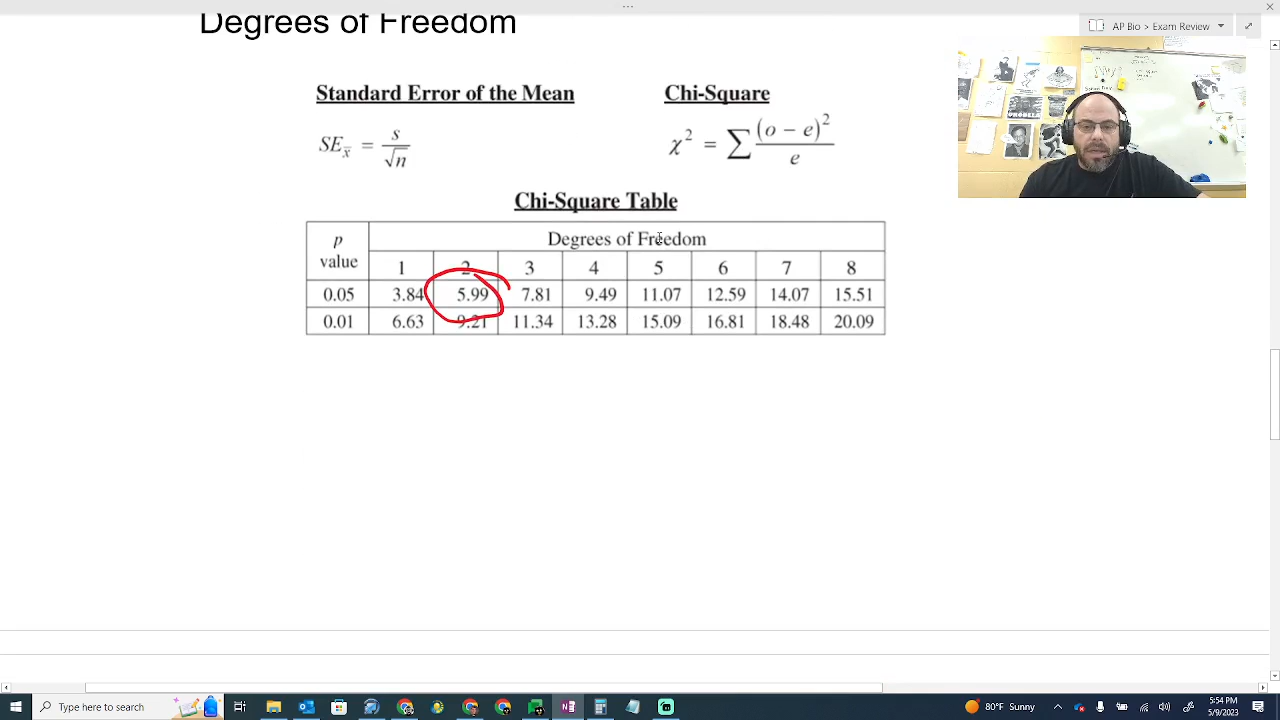 ...
Degrees of Freedom
AP Bio > Exam Review
Standard Error of the Mean
Chi-Square
SE_x̄ = s/√n
χ² = ∑ (o − e)²/e
Chi-Square Table
p value
Degrees of Freedom
1 2 3 4 5 6 7 8
0.05 3.84 5.99 7.81 9.49 11.07 12.59 14.07 15.51
0.01 6.63 9.21 11.34 13.28 15.09 16.81 18.48 20.09
Type here to search
80°F Sunny
5:54 PM
5/9/2023